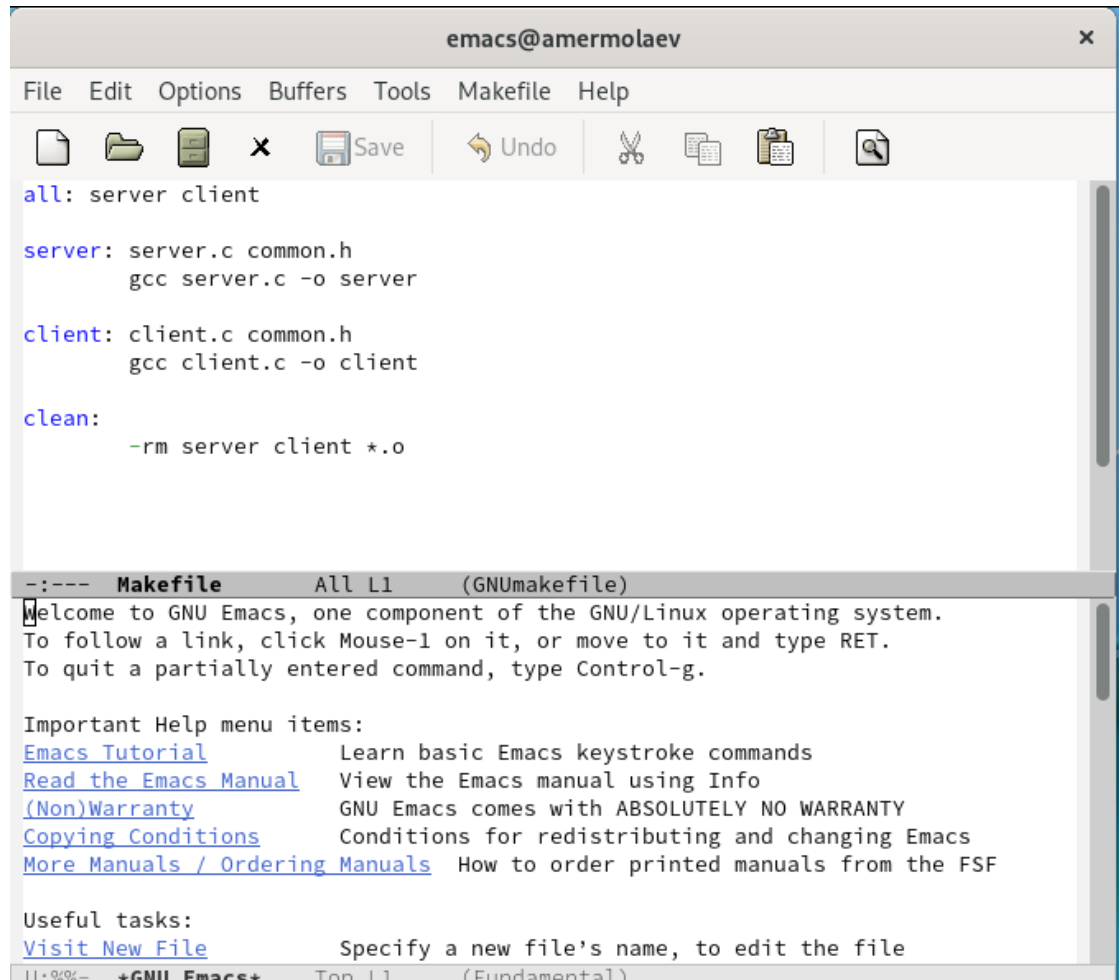 emacs@amermolaev
File Edit Options Buffers Tools Makefile Help
Save Undo
all: server client
server: server.c common.h
gcc server.c -o server
client: client.c common.h
gcc client.c -o client
clean:
-rm server client *.o
-:--- Makefile All L1 (GNUmakefile)
Welcome to GNU Emacs, one component of the GNU/Linux operating system.
To follow a link, click Mouse-1 on it, or move to it and type RET.
To quit a partially entered command, type Control-g.
Important Help menu items:
Emacs Tutorial Learn basic Emacs keystroke commands
Read the Emacs Manual View the Emacs manual using Info
(Non)Warranty GNU Emacs comes with ABSOLUTELY NO WARRANTY
Copying Conditions Conditions for redistributing and changing Emacs
More Manuals / Ordering Manuals How to order printed manuals from the FSF
Useful tasks:
Visit New File Specify a new file’s name, to edit the file
U:%%- *GNU Emacs* Top L1 (Fundamental)